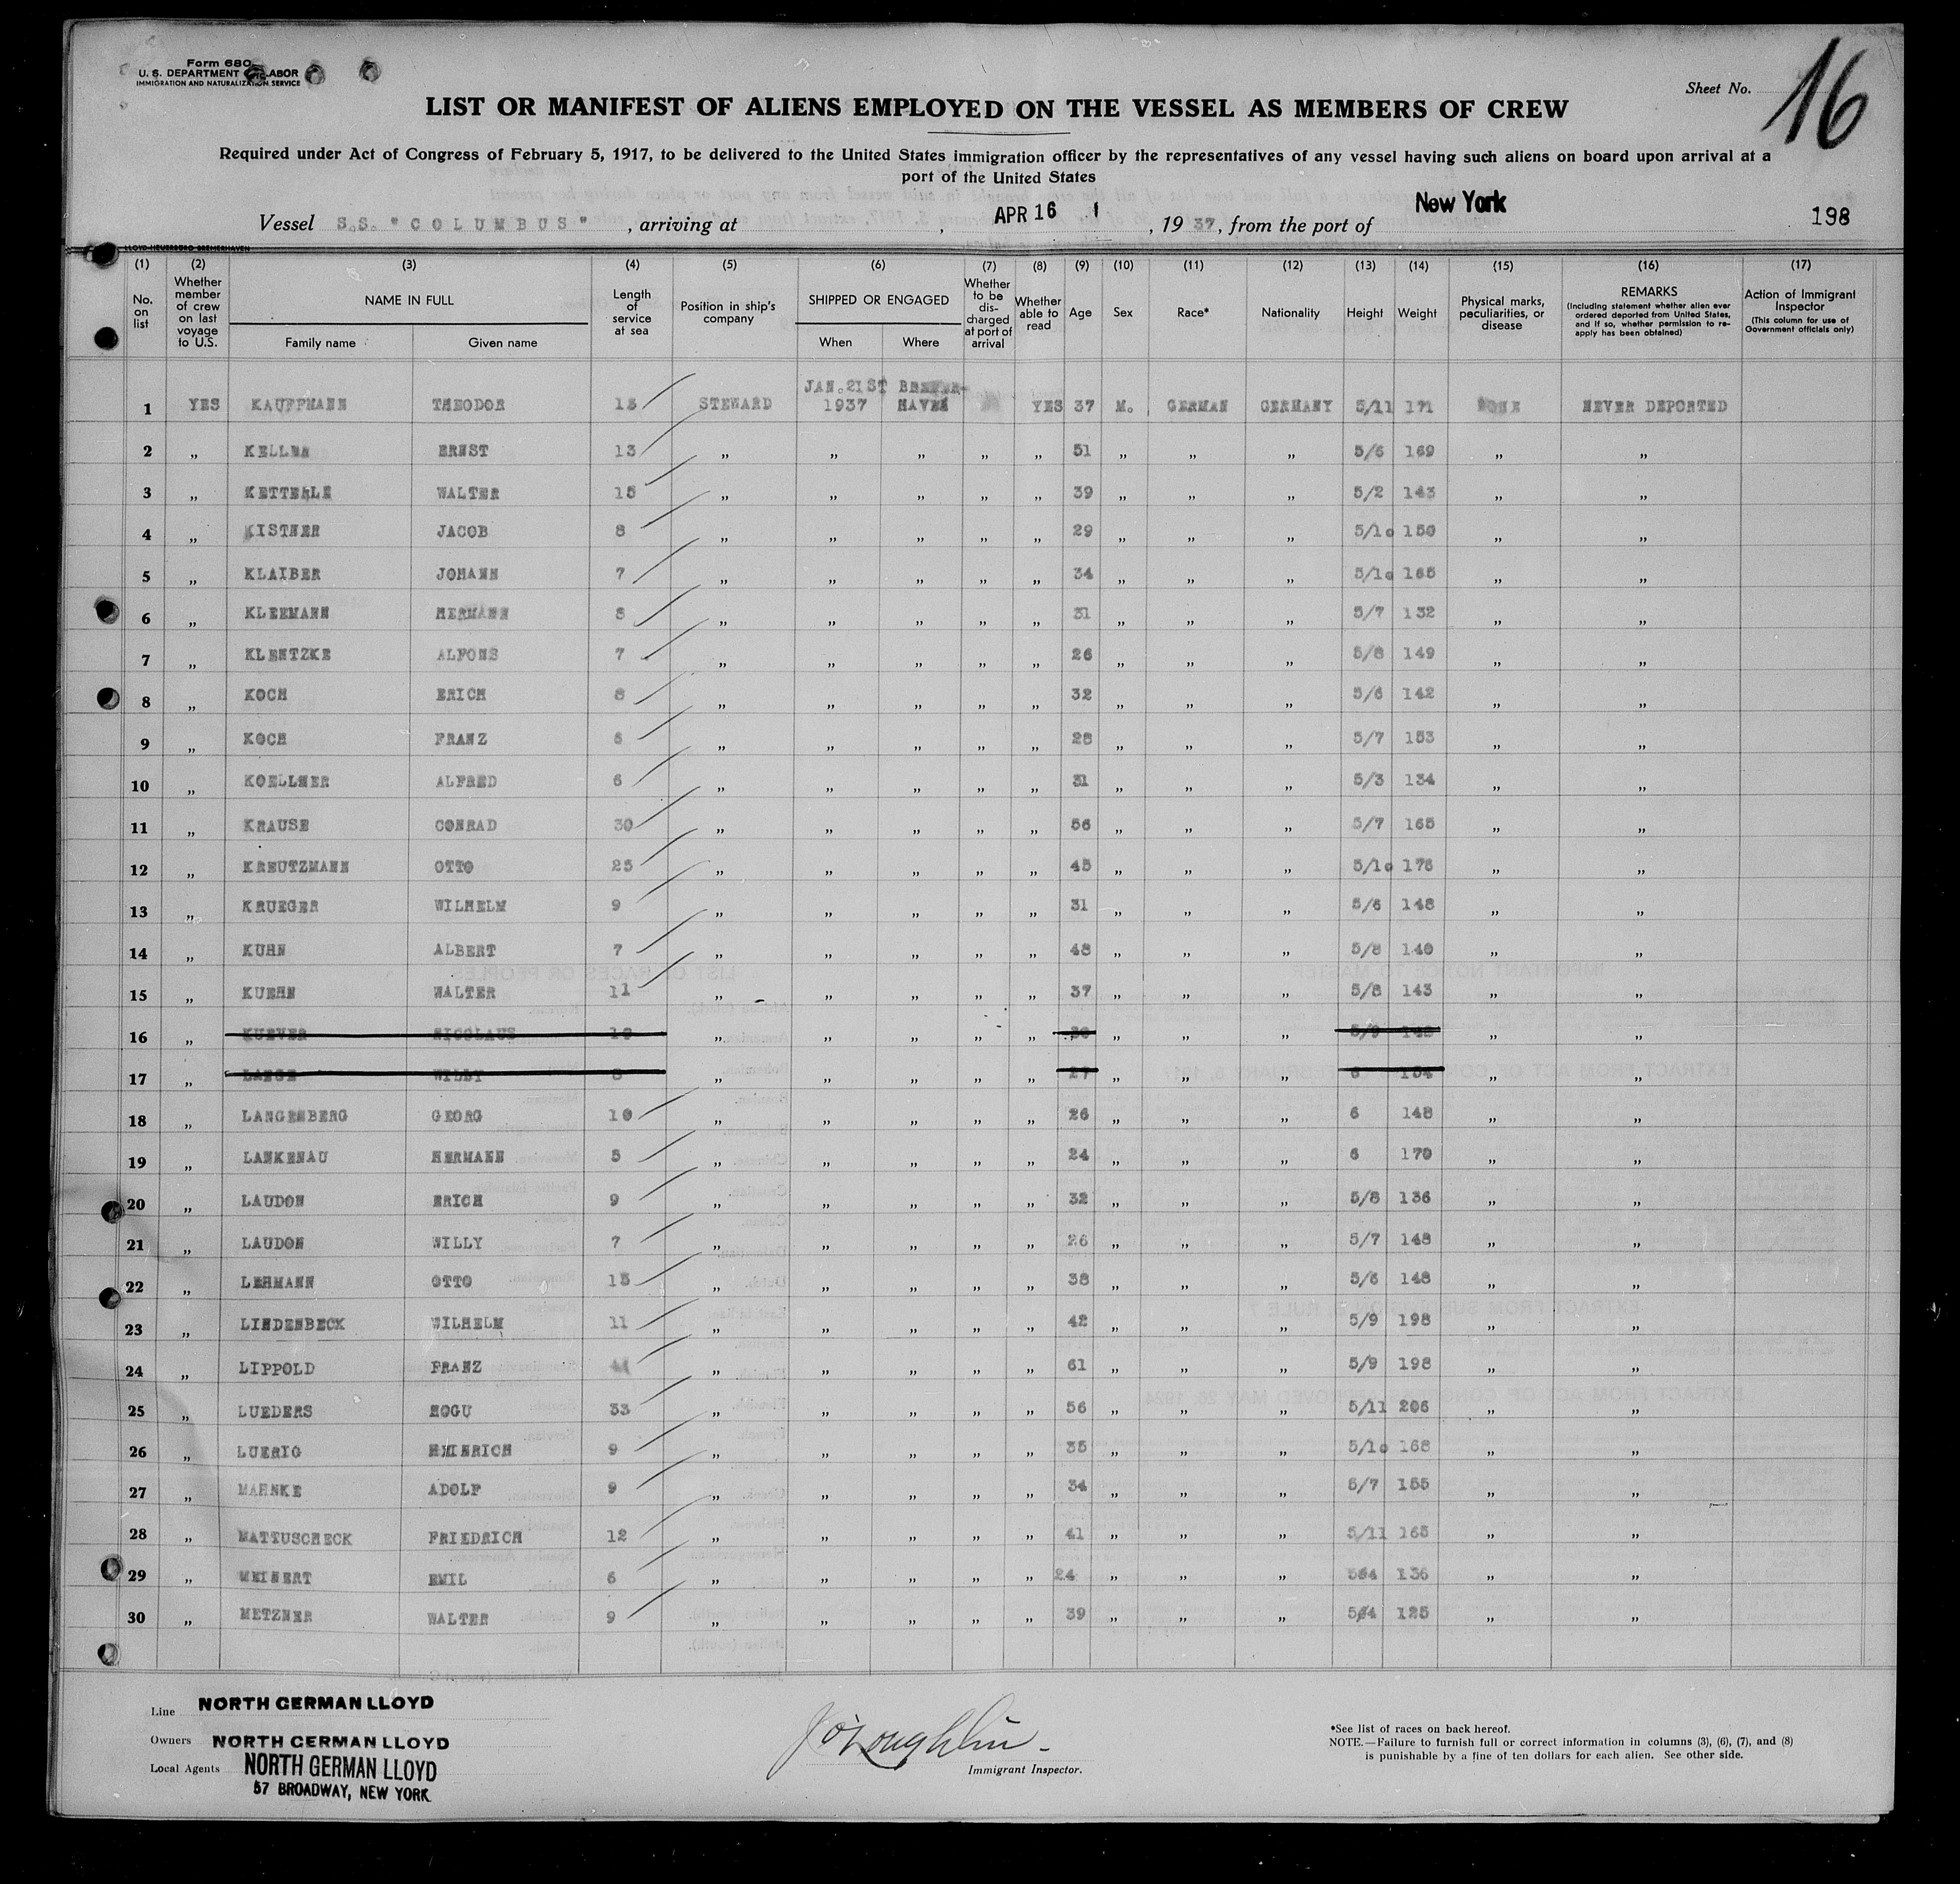 Form 680
U. S. DEPARTMENT OF LABOR
IMMIGRATION AND NATURALIZATION SERVICE
Sheet No. 16
LIST OR MANIFEST OF ALIENS EMPLOYED ON THE VESSEL AS MEMBERS OF CREW
Required under Act of Congress of February 5, 1917, to be delivered to the United States immigration officer by the representatives of any vessel having such aliens on board upon arrival at a
port of the United States
Vessel S.S. "COLUMBUS", arriving at , APR 16 1, 19 37, from the port of New York 198
(1) (2) (3) (4) (5) (6) (7) (8) (9) (10) (11) (12) (13) (14) (15) (16) (17)
No. on list Whether member of crew on last voyage to U.S. NAME IN FULL Family name Given name Length of service at sea Position in ship's company SHIPPED OR ENGAGED When Where Whether to be discharged at port of arrival Whether able to read Age Sex Race* Nationality Height Weight Physical marks, peculiarities, or disease REMARKS (Including statement whether alien ever ordered deported from United States, and if so, whether permission to reapply has been obtained) Action of Immigrant Inspector (This column for use of Government officials only)
JAN.21ST BREMER-
1 YES KAUFFMANN THEODOR 15 STEWARD 1937 HAVEN YES 37 M. GERMAN GERMANY 5/11 171 NONE NEVER DEPORTED
2 „ KELLER ERNST 13 „ „ „ „ „ 51 „ „ „ 5/6 169 „ „
3 „ KETTERLE WALTER 15 „ „ „ „ „ 39 „ „ „ 5/2 143 „ „
4 „ KISTNER JACOB 8 „ „ „ „ „ 29 „ „ „ 5/10 150 „ „
5 „ KLAIBER JOHANN 7 „ „ „ „ „ 34 „ „ „ 5/10 165 „ „
6 „ KLEEMANN HERMANN 8 „ „ „ „ „ 31 „ „ „ 5/7 132 „ „
7 „ KLENTZKE ALFONS 7 „ „ „ „ „ 26 „ „ „ 5/8 149 „ „
8 „ KOCH ERICH 8 „ „ „ „ „ 32 „ „ „ 5/6 142 „ „
9 „ KOCH FRANZ 6 „ „ „ „ „ 28 „ „ „ 5/7 153 „ „
10 „ KOELLNER ALFRED 6 „ „ „ „ „ 31 „ „ „ 5/3 134 „ „
11 „ KRAUSE CONRAD 30 „ „ „ „ „ 56 „ „ „ 5/7 165 „ „
12 „ KREUTZMANN OTTO 25 „ „ „ „ „ 45 „ „ „ 5/10 178 „ „
13 „ KRUEGER WILHELM 9 „ „ „ „ „ 31 „ „ „ 5/6 148 „ „
14 „ KUHN ALBERT 7 „ „ „ „ „ 48 „ „ „ 5/8 140 „ „
15 „ KUEHN WALTER 11 „ „ „ „ „ 37 „ „ „ 5/8 143 „ „
16 „ KUEVER NICOLAUS 10 „ „ „ „ „ „ „ „ 5/9 „ „
17 „ LAEGE WILLY 8 „ „ „ „ „ 27 „ „ „ 6 154 „ „
18 „ LANGENBERG GEORG 10 „ „ „ „ „ 26 „ „ „ 6 148 „ „
19 „ LANKENAU HERMANN 5 „ „ „ „ „ 24 „ „ „ 6 170 „ „
20 „ LAUDON ERICH 9 „ „ „ „ „ 32 „ „ „ 5/8 136 „ „
21 „ LAUDON WILLY 7 „ „ „ „ „ 26 „ „ „ 5/7 148 „ „
22 „ LEHMANN OTTO 15 „ „ „ „ „ 38 „ „ „ 5/6 148 „ „
23 „ LINDENBECK WILHELM 11 „ „ „ „ „ 42 „ „ „ 5/9 198 „ „
24 „ LIPPOLD FRANZ „ „ „ „ „ 61 „ „ „ 5/9 198 „ „
25 „ LUEDERS HOGU 33 „ „ „ „ „ 56 „ „ „ 5/11 206 „ „
26 „ LUERIG HEINRICH 9 „ „ „ „ „ 35 „ „ „ 5/10 168 „ „
27 „ MAHNKE ADOLF 9 „ „ „ „ „ 34 „ „ „ 5/7 155 „ „
28 „ MATTUSCHECK FRIEDRICH 12 „ „ „ „ „ 41 „ „ „ 5/11 165 „ „
29 „ MEINERT EMIL 6 „ „ „ „ „ 24 „ „ „ 5/4 136 „ „
30 „ METZNER WALTER 9 „ „ „ „ „ 39 „ „ „ 5/4 125 „ „
Line NORTH GERMAN LLOYD
Owners NORTH GERMAN LLOYD
Local Agents NORTH GERMAN LLOYD
57 BROADWAY, NEW YORK
J O'Loughlin
Immigrant Inspector.
*See list of races on back hereof.
NOTE.—Failure to furnish full or correct information in columns (3), (6), (7), and (8)
is punishable by a fine of ten dollars for each alien. See other side.